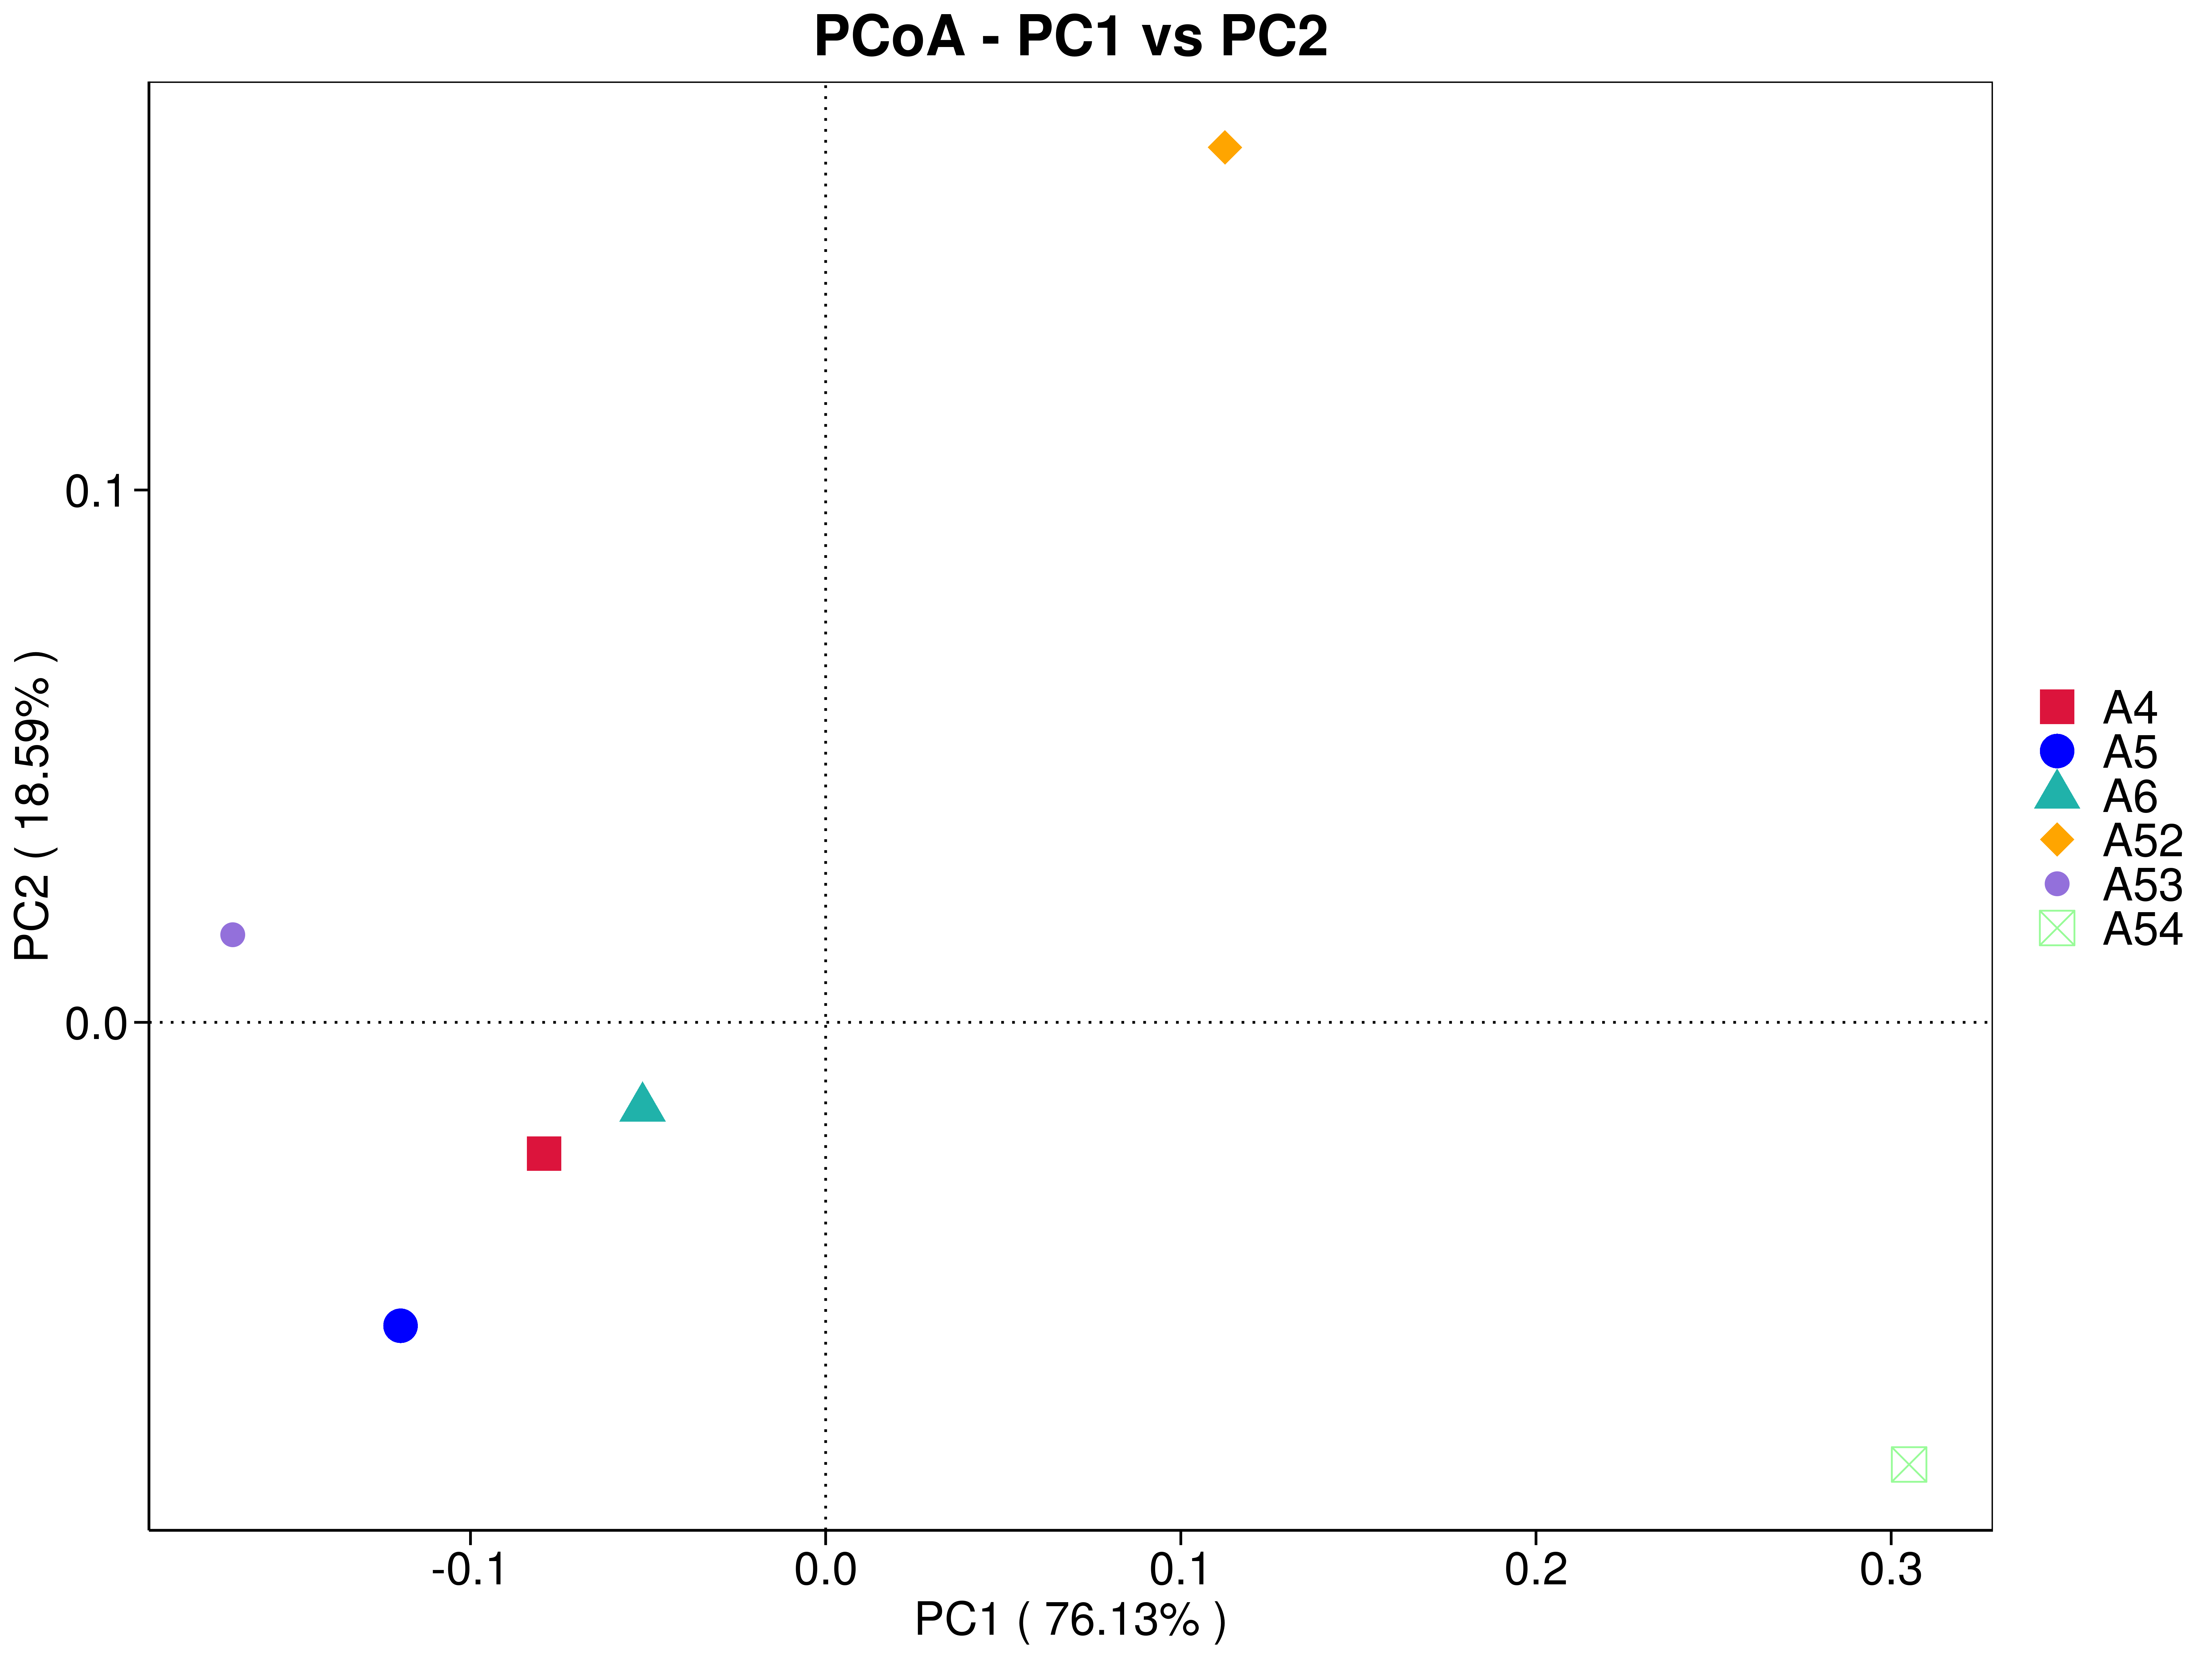 PCoA - PC1 vs PC2
PC2 ( 18.59% )
0.1
0.0
-0.1
0.0
0.1
0.2
0.3
PC1 ( 76.13% )
A4
A5
A6
A52
A53
A54